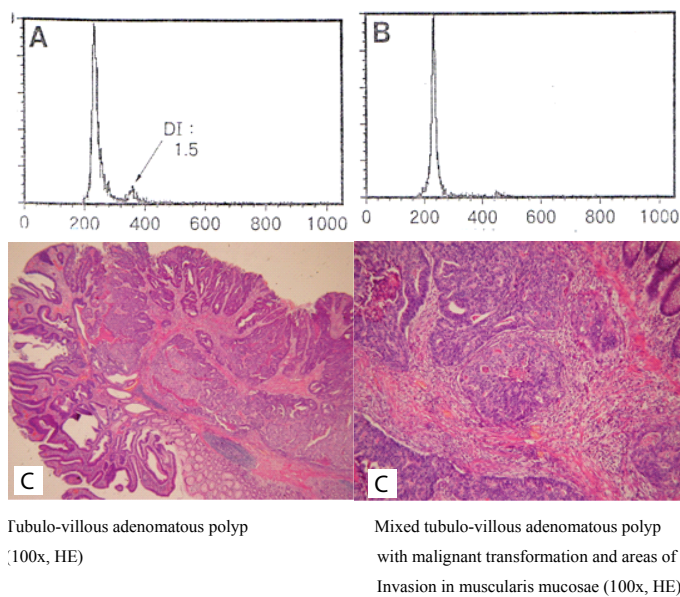 A
DI :
1.5
0 200 400 600 800 1000
B
0 200 400 600 800 1000
C
C
Tubulo-villous adenomatous polyp
(100x, HE)
Mixed tubulo-villous adenomatous polyp
with malignant transformation and areas of
Invasion in muscularis mucosae (100x, HE)